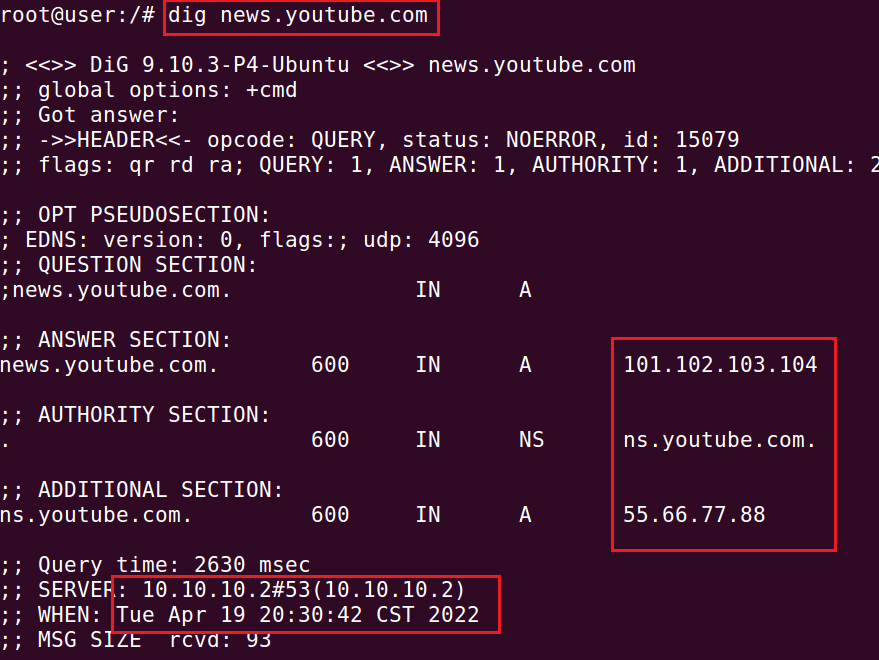 root@user:/# dig news.youtube.com
; <<>> DiG 9.10.3-P4-Ubuntu <<>> news.youtube.com
;; global options: +cmd
;; Got answer:
;; ->>HEADER<<- opcode: QUERY, status: NOERROR, id: 15079
;; flags: qr rd ra; QUERY: 1, ANSWER: 1, AUTHORITY: 1, ADDITIONAL: 2
;; OPT PSEUDOSECTION:
; EDNS: version: 0, flags:; udp: 4096
;; QUESTION SECTION:
;news.youtube.com. IN A
;; ANSWER SECTION:
news.youtube.com. 600 IN A 101.102.103.104
;; AUTHORITY SECTION:
. 600 IN NS ns.youtube.com.
;; ADDITIONAL SECTION:
ns.youtube.com. 600 IN A 55.66.77.88
;; Query time: 2630 msec
;; SERVER: 10.10.10.2#53(10.10.10.2)
;; WHEN: Tue Apr 19 20:30:42 CST 2022
;; MSG SIZE rcvd: 93